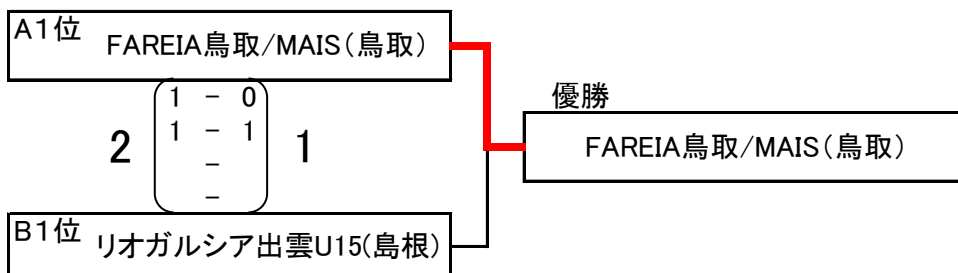 A1位 FAREIA鳥取/MAIS(鳥取)
1 - 0
2 1 - 1 1
-
-
B1位 リオガルシア出雲U15(島根)
優勝
FAREIA鳥取/MAIS(鳥取)